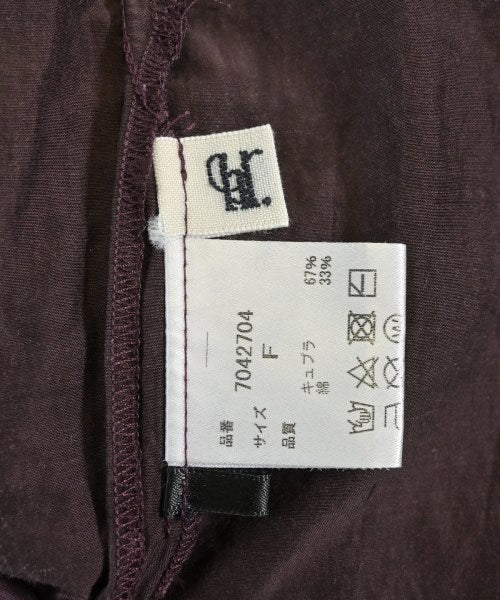 品番 7042704
サイズ F
品質 キュプラ 67%
綿 33%